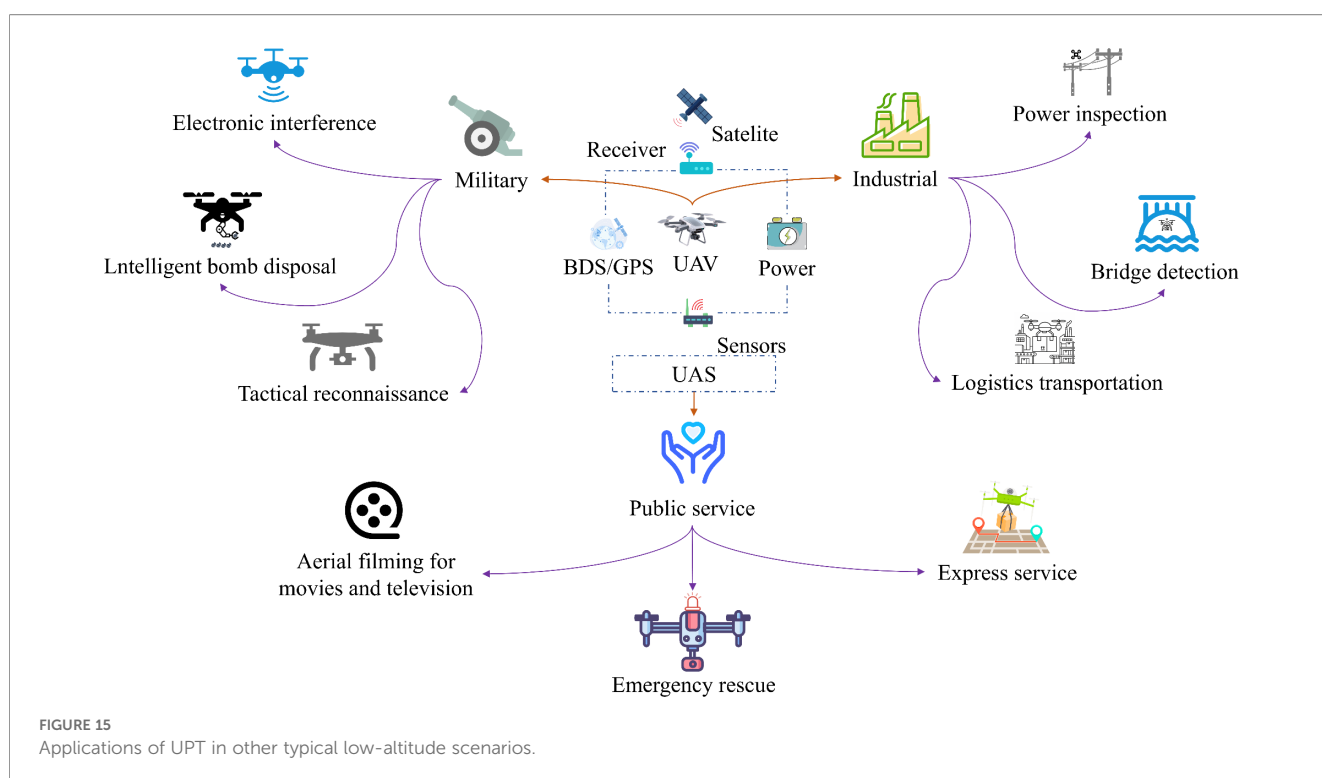 Electronic interference
Military
Receiver
Satelite
Industrial
Power inspection
Lntelligent bomb disposal
BDS/GPS
UAV
Power
Bridge detection
Tactical reconnaissance
Sensors
UAS
Logistics transportation
Public service
Aerial filming for
movies and television
Express service
Emergency rescue
FIGURE 15
Applications of UPT in other typical low-altitude scenarios.